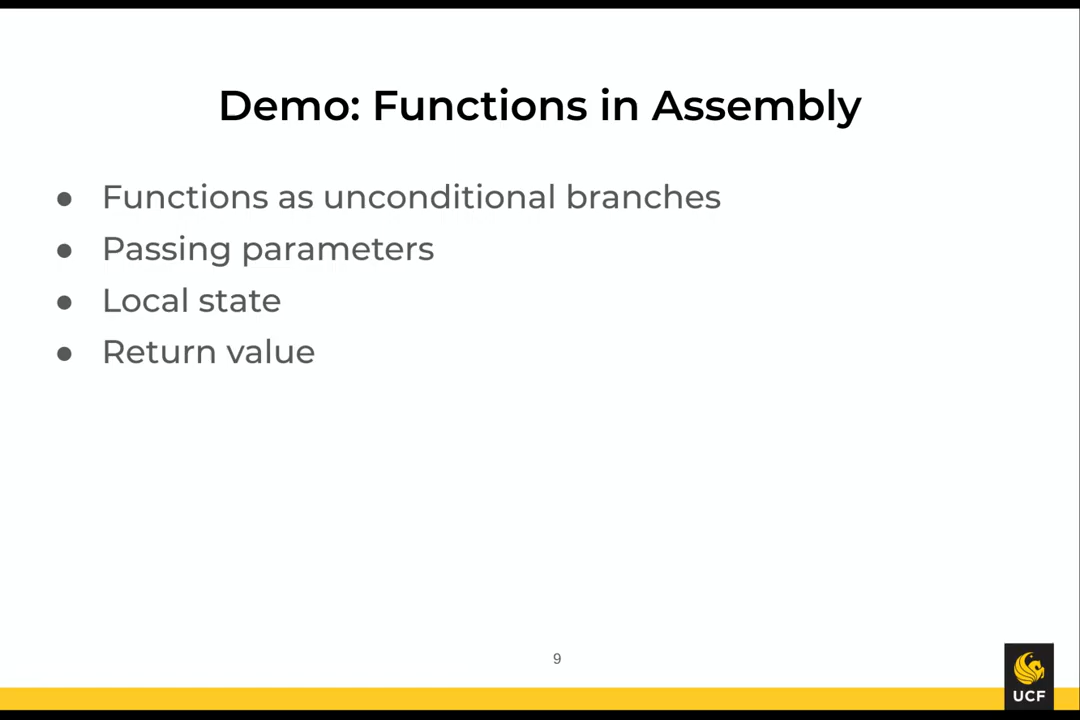 Demo: Functions in Assembly
● Functions as unconditional branches
● Passing parameters
● Local state
● Return value
9
UCF